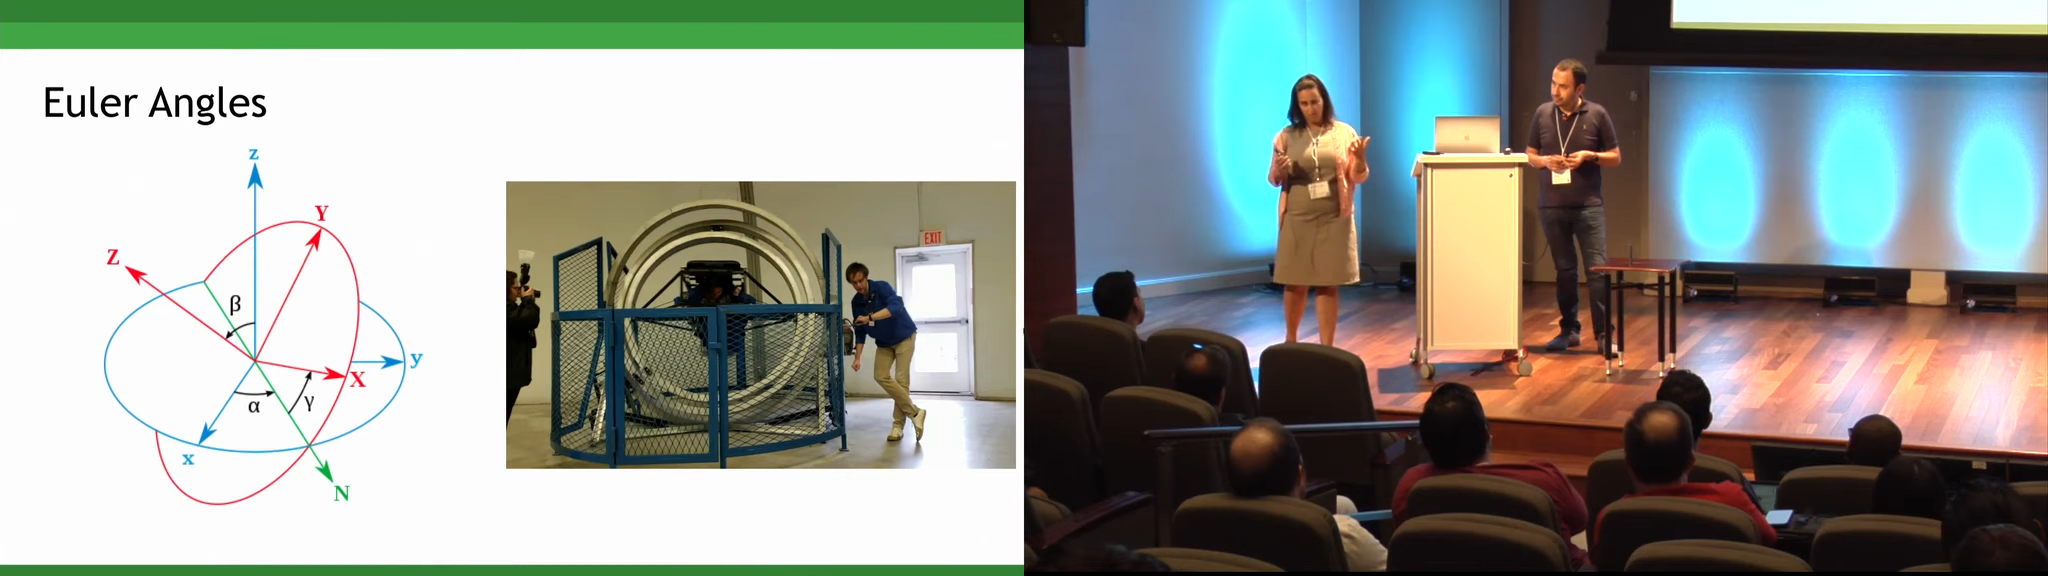 Euler Angles
z
Y
Z
β
y
X
γ
α
x
N
EXIT